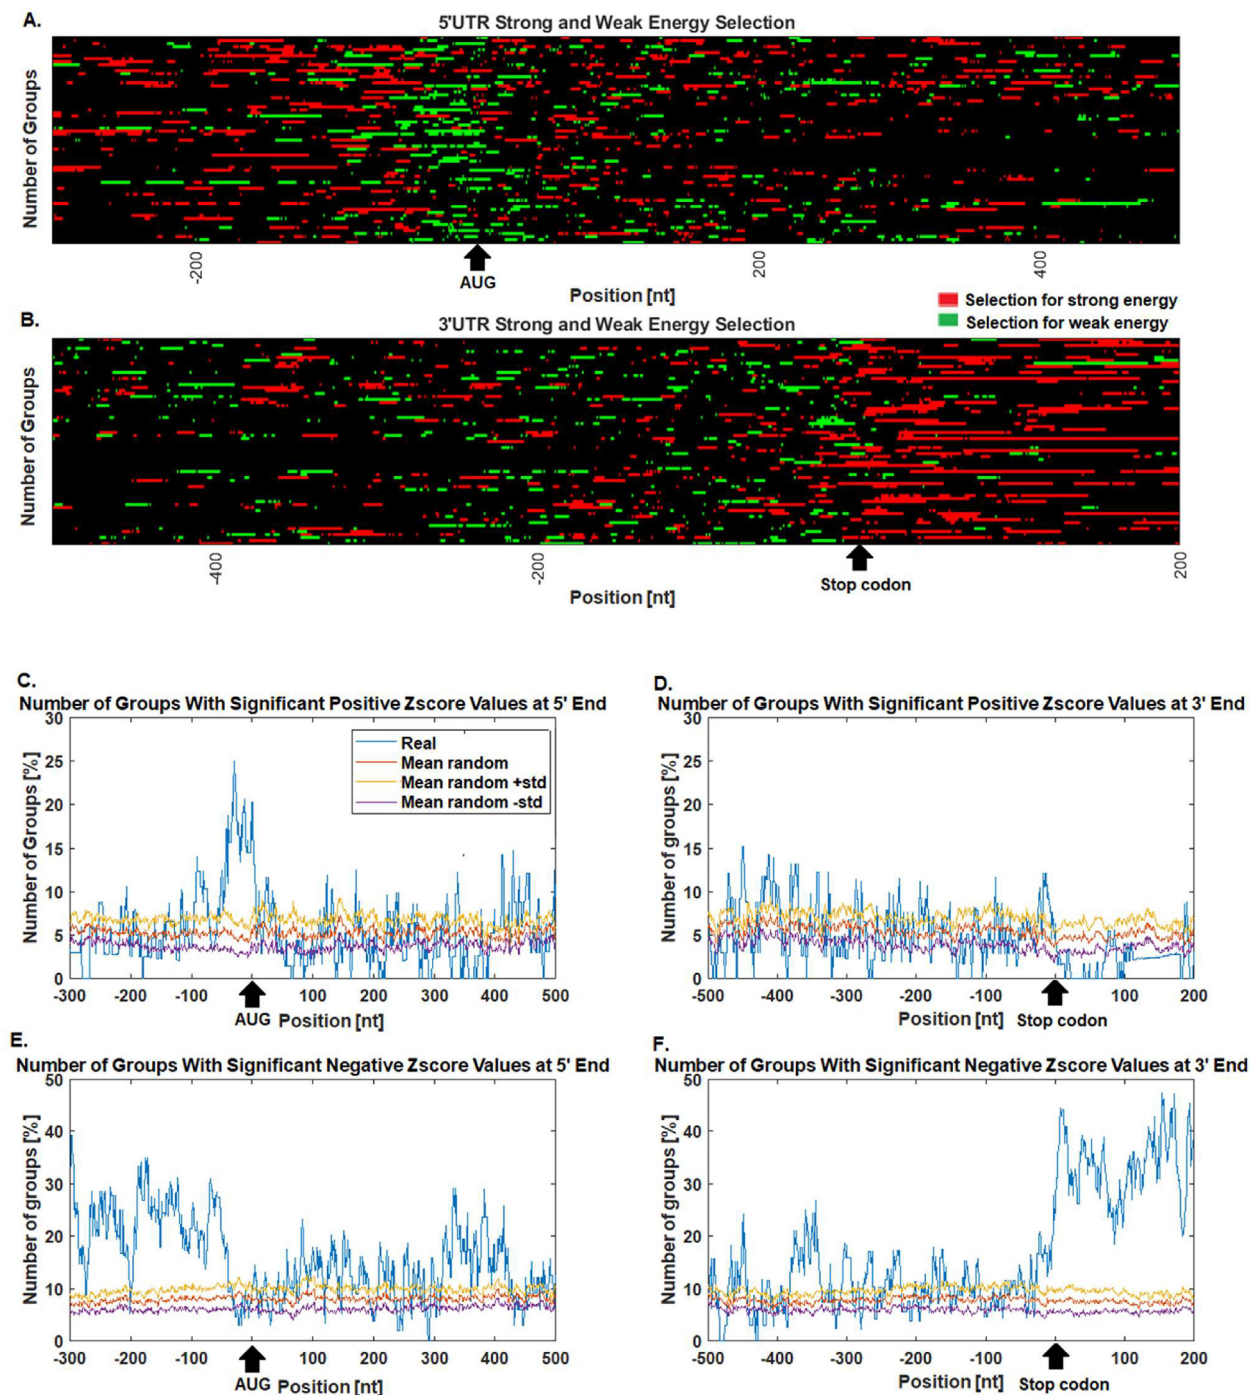 A.
5'UTR Strong and Weak Energy Selection
Number of Groups
-200
200
400
AUG
Position [nt]
Selection for strong energy
Selection for weak energy
B.
3'UTR Strong and Weak Energy Selection
Number of Groups
-400
-200
200
Stop codon
Position [nt]
C.
Number of Groups With Significant Positive Zscore Values at 5' End
Number of Groups [%]
30
25
20
15
10
5
0
Real
Mean random
Mean random +std
Mean random -std
-300 -200 -100 0 100 200 300 400 500
AUG Position [nt]
D.
Number of Groups With Significant Positive Zscore Values at 3' End
Number of groups [%]
30
25
20
15
10
5
0
-500 -400 -300 -200 -100 0 100 200
Position [nt] Stop codon
E.
Number of Groups With Significant Negative Zscore Values at 5' End
Number of groups [%]
50
40
30
20
10
0
-300 -200 -100 0 100 200 300 400 500
AUG Position [nt]
F.
Number of Groups With Significant Negative Zscore Values at 3' End
Number of groups [%]
50
40
30
20
10
0
-500 -400 -300 -200 -100 0 100 200
Position [nt] Stop codon